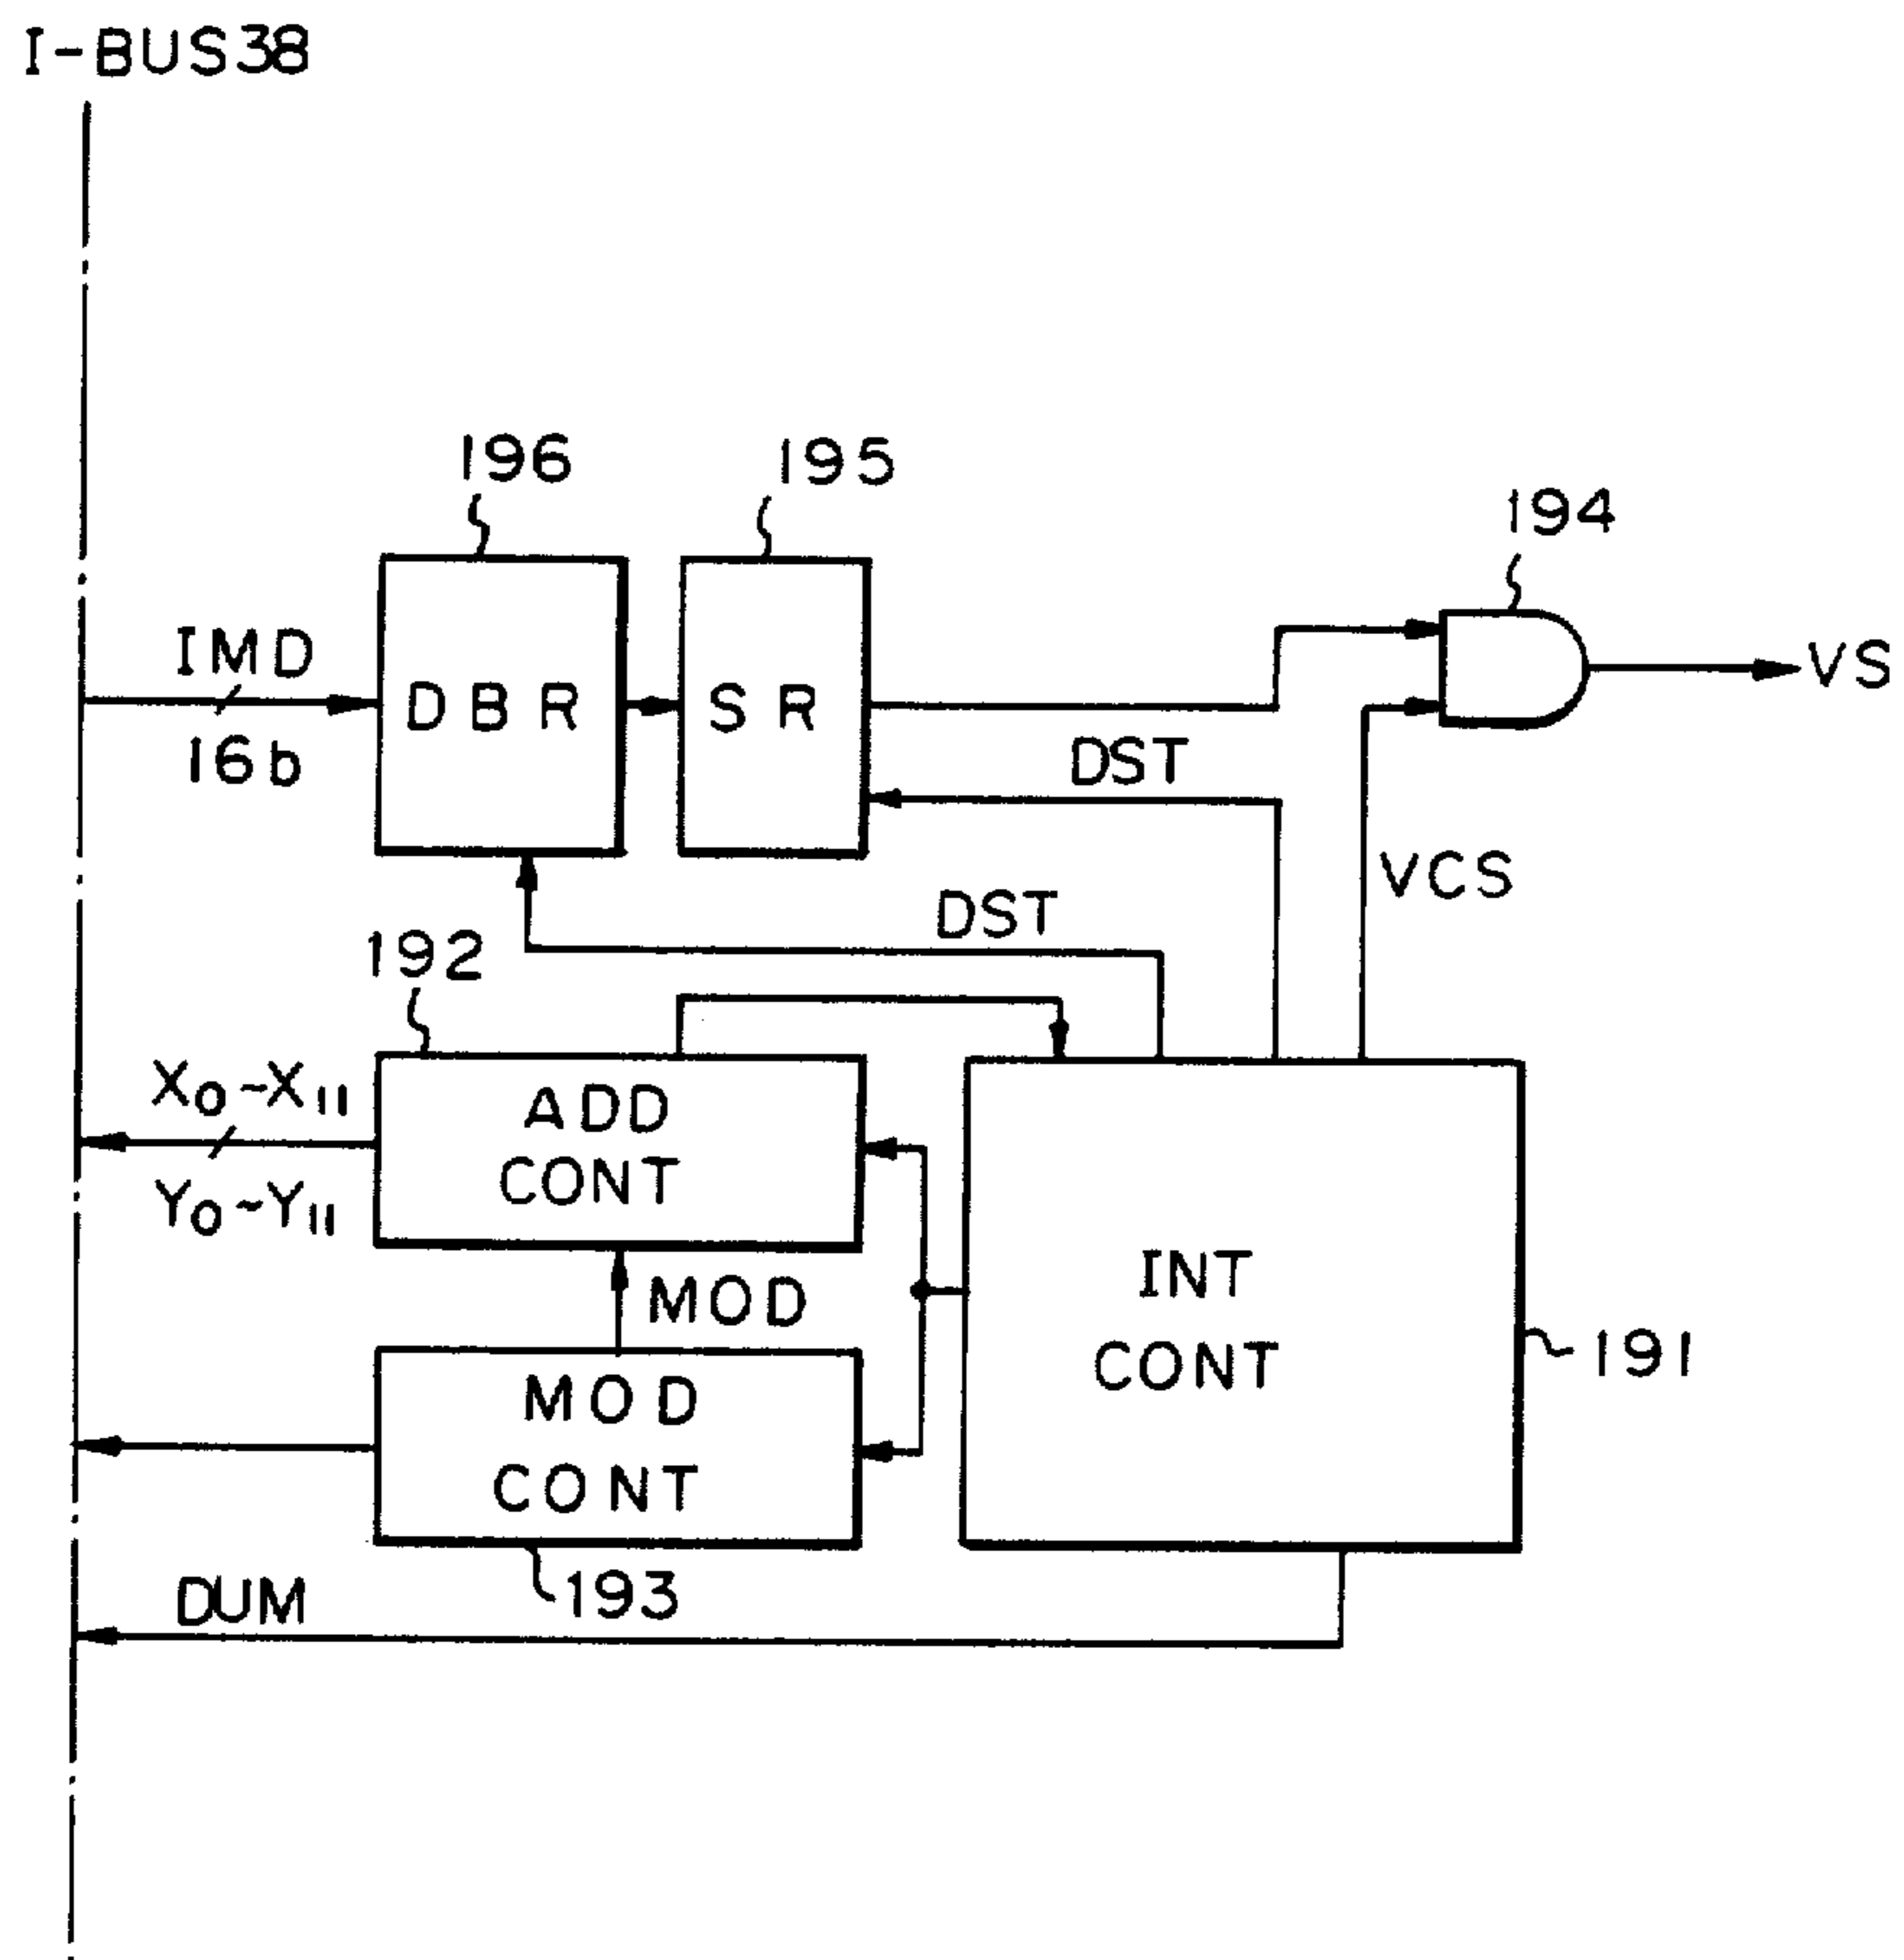 I-BUS38
196
195
194
IMD
16b
DBR
SR
VS
DST
VCS
DST
192
X0~X11
Y0~Y11
ADD
CONT
MOD
INT
CONT
191
MOD
CONT
193
DUM